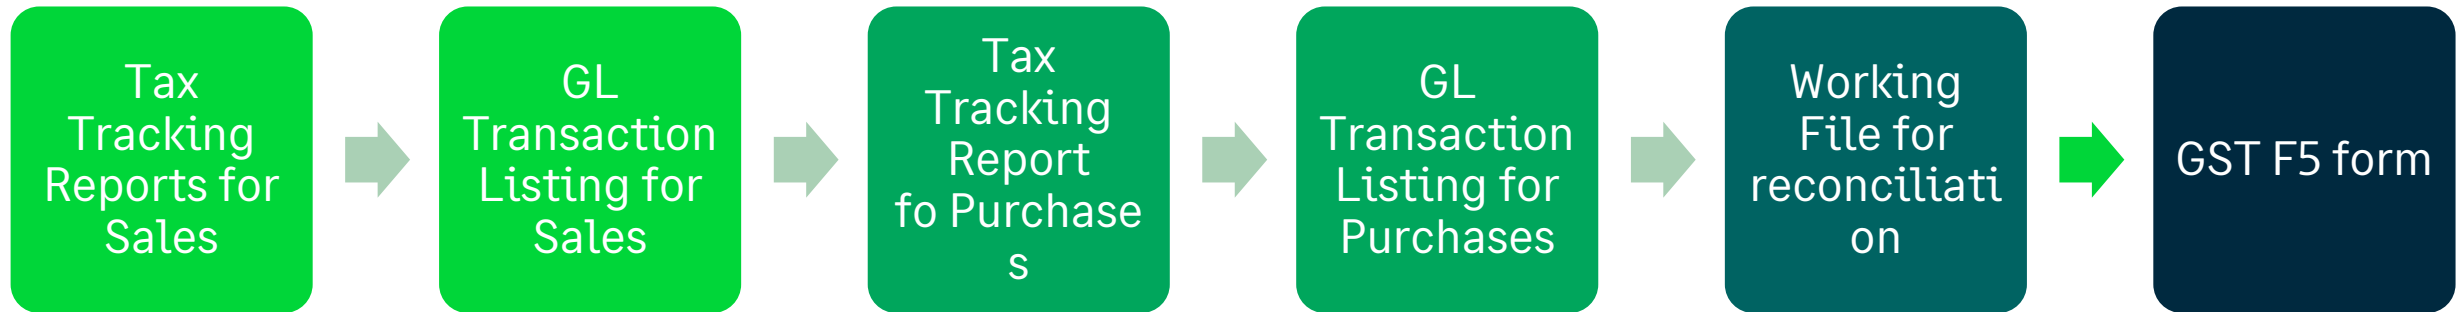 Tax
Tracking
Reports for
Sales
GL
Transaction
Listing for
Sales
Tax
Tracking
Report
fo Purchase
s
GL
Transaction
Listing for
Purchases
Working
File for
reconciliati
on
GST F5 form